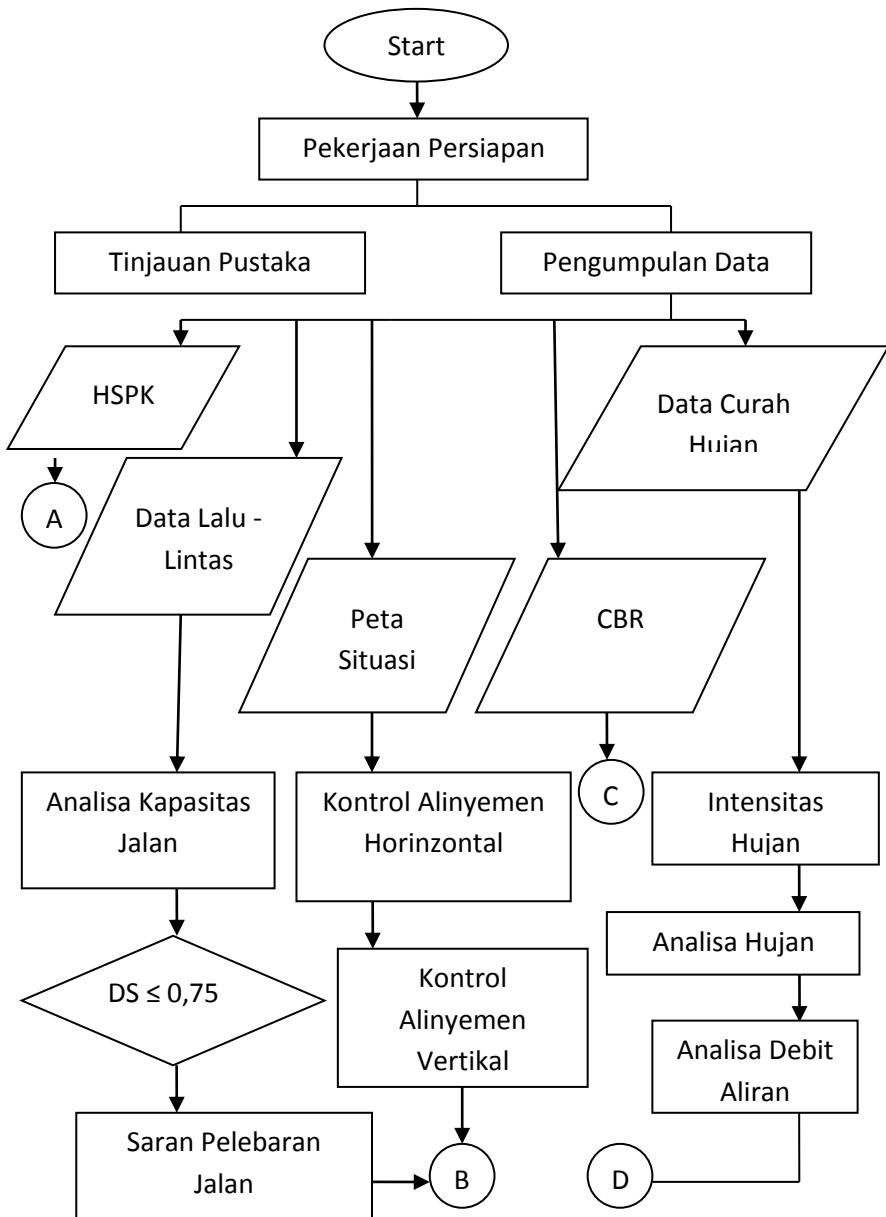 Start
Pekerjaan Persiapan
Tinjauan Pustaka
Pengumpulan Data
HSPK
Data Curah
Hujan
A
Data Lalu -
Lintas
Peta
Situasi
CBR
Analisa Kapasitas
Jalan
Kontrol Alinyemen
Horinzontal
C
Intensitas
Hujan
Analisa Hujan
DS ≤ 0,75
Kontrol
Alinyemen
Vertikal
Analisa Debit
Aliran
Saran Pelebaran
Jalan
B
D